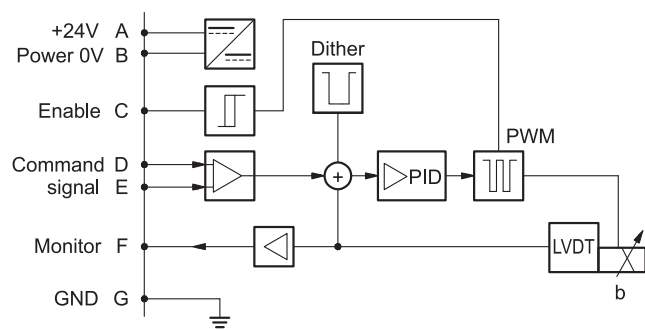 +24V A
Power 0V B
Dither
Enable C
PWM
Command D
signal E
PID
Monitor F
LVDT
b
GND G
+